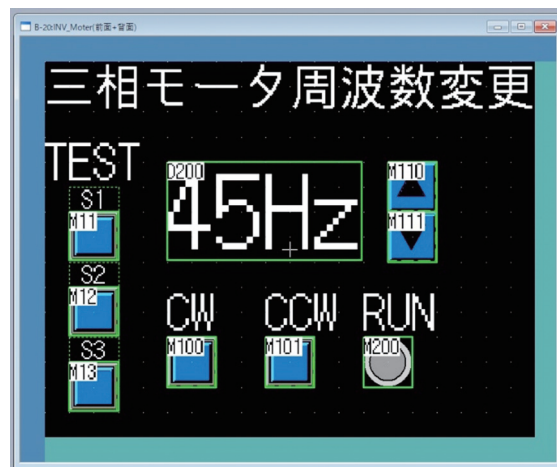 B-20:INV_Moter(前面+背面)
三相モータ周波数変更
TEST
S1
M11
S2
M12
S3
M13
D200
45Hz
M110
M111
CW
M100
CCW
M101
RUN
M200